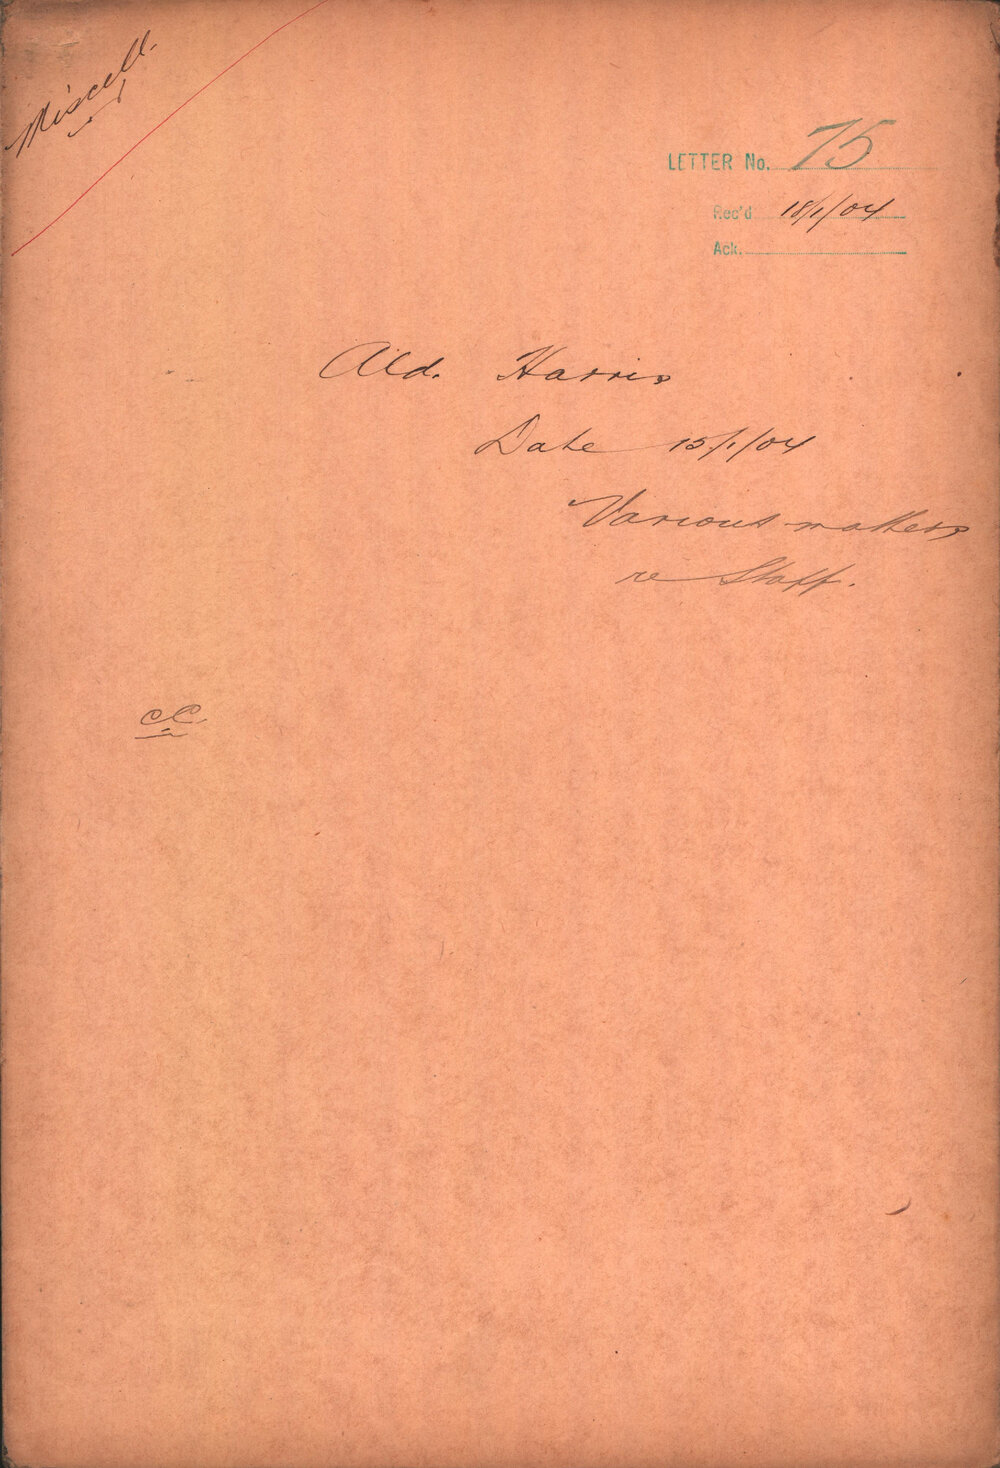 Miscell.
LETTER No. 75
Rec'd 18/1/04
Ack.
Ald. Harris
Date 15/1/04
Various matters
re Staff.
CC.